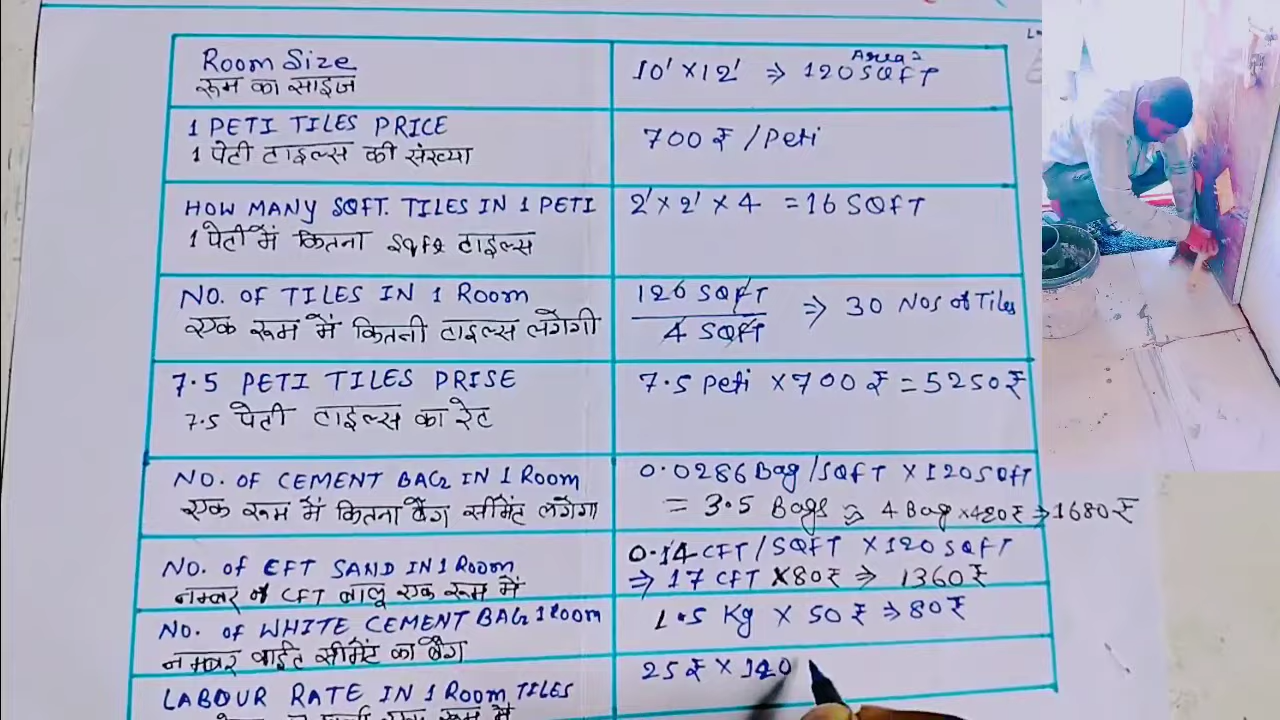 Room Size
रूम का साइज
Area =
10' × 12' ⇒ 120 SQFT
1 PETI TILES PRICE
1 पेटी टाइल्स की संख्या
700 ₹ / Peti
HOW MANY SQFT. TILES IN 1 PETI
1 पेटी में कितना sqft टाइल्स
2' × 2' × 4 = 16 SQFT
NO. OF TILES IN 1 Room
एक रूम में कितनी टाइल्स लगेगी
120 SQFT
4 SQFT
⇒ 30 Nos of Tiles
7.5 PETI TILES PRISE
7.5 पेटी टाइल्स का रेट
7.5 Peti × 700 ₹ = 5250 ₹
NO. OF CEMENT BAG IN 1 Room
एक रूम में कितना बैग सीमेंट लगेगा
0.0286 Bag/SQFT × 120 SQFT
= 3.5 Bags ≈ 4 Bag × 420 ₹ ⇒ 1680 ₹
NO. of CFT SAND IN 1 Room
नम्बर of CFT बालू एक रूम में
0.14 CFT/SQFT × 120 SQFT
⇒ 17 CFT × 80 ₹ ⇒ 1360 ₹
NO. of WHITE CEMENT BAG 1 Room
नम्बर वाईट सीमेंट का बैग
1.5 Kg × 50 ₹ ⇒ 80 ₹
LABOUR RATE IN 1 Room TILES
एक रूम में
25 ₹ × 120